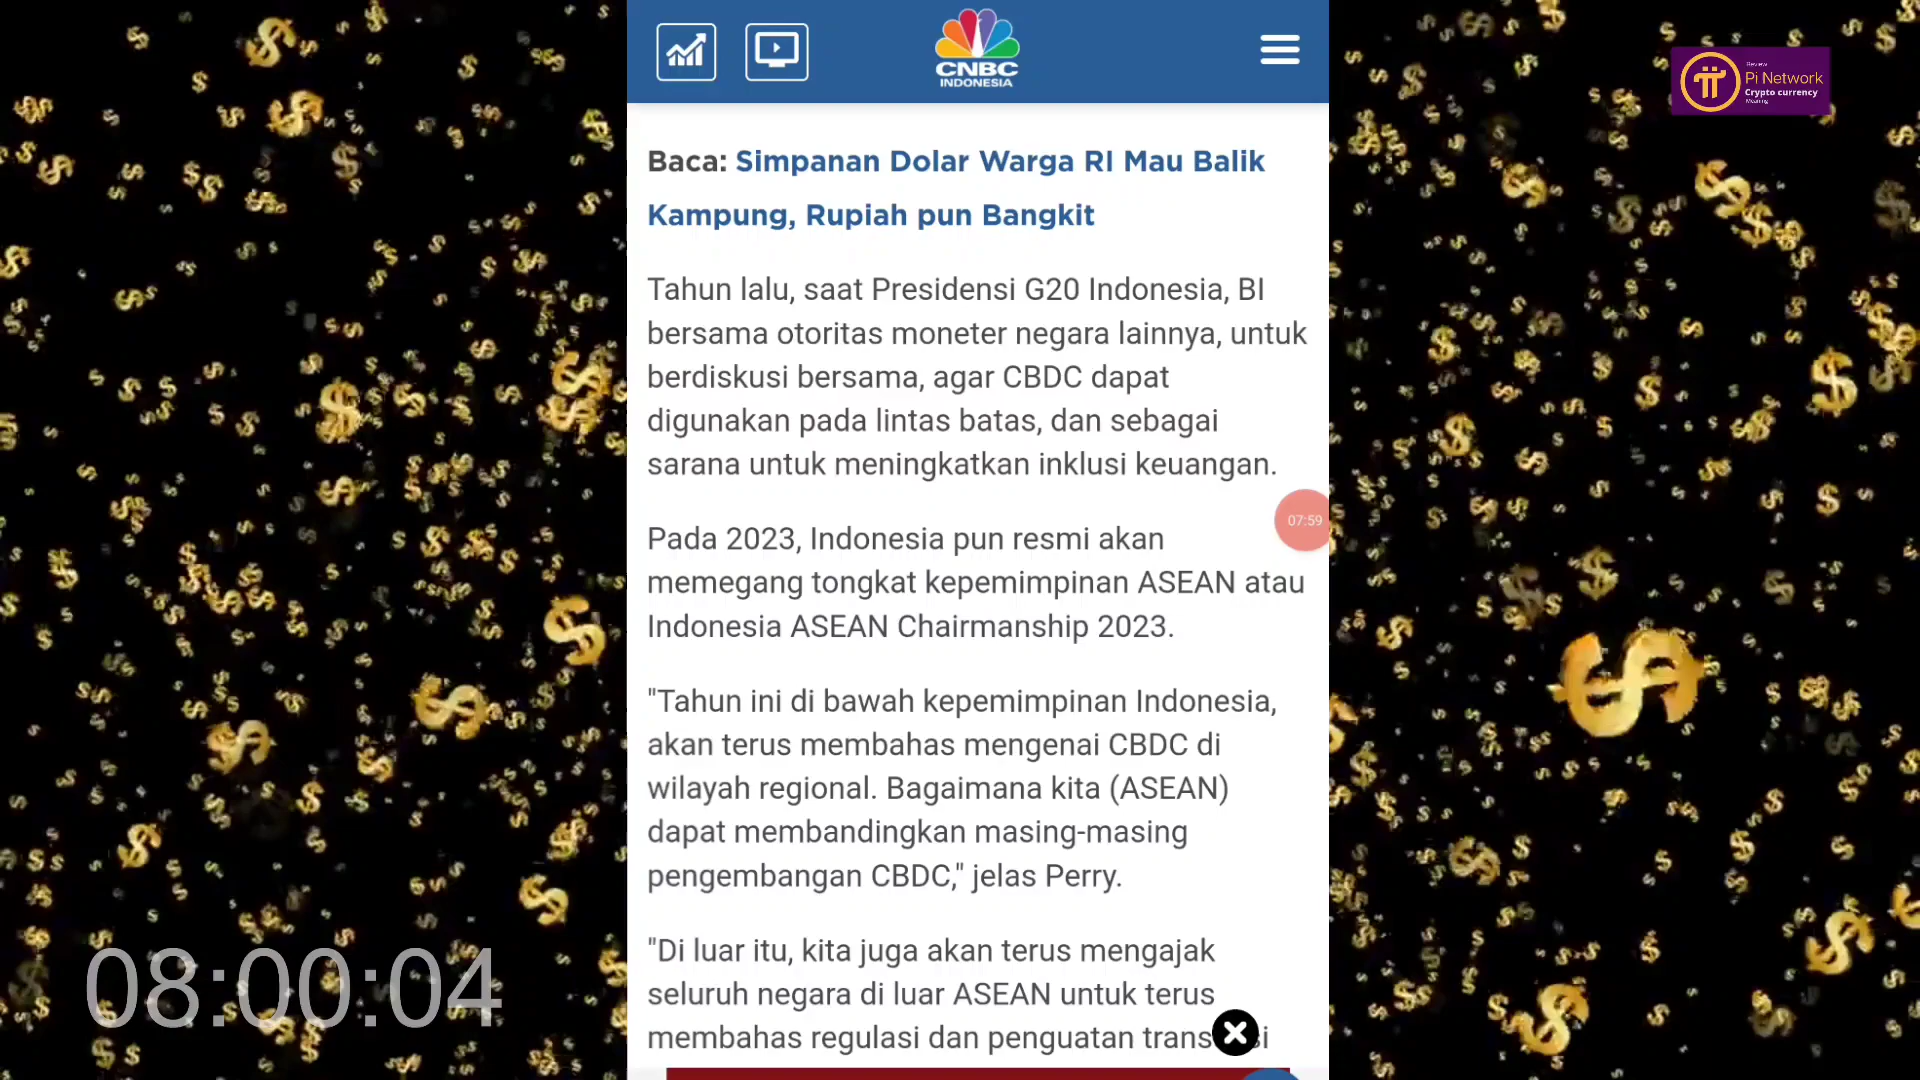 CNBC
INDONESIA
Review
Pi Network
Crypto currency
Meaning
Baca: Simpanan Dolar Warga RI Mau Balik
Kampung, Rupiah pun Bangkit
Tahun lalu, saat Presidensi G20 Indonesia, BI
bersama otoritas moneter negara lainnya, untuk
berdiskusi bersama, agar CBDC dapat
digunakan pada lintas batas, dan sebagai
sarana untuk meningkatkan inklusi keuangan.
07:59
Pada 2023, Indonesia pun resmi akan
memegang tongkat kepemimpinan ASEAN atau
Indonesia ASEAN Chairmanship 2023.
"Tahun ini di bawah kepemimpinan Indonesia,
akan terus membahas mengenai CBDC di
wilayah regional. Bagaimana kita (ASEAN)
dapat membandingkan masing-masing
pengembangan CBDC," jelas Perry.
"Di luar itu, kita juga akan terus mengajak
seluruh negara di luar ASEAN untuk terus
membahas regulasi dan penguatan
08:00:04